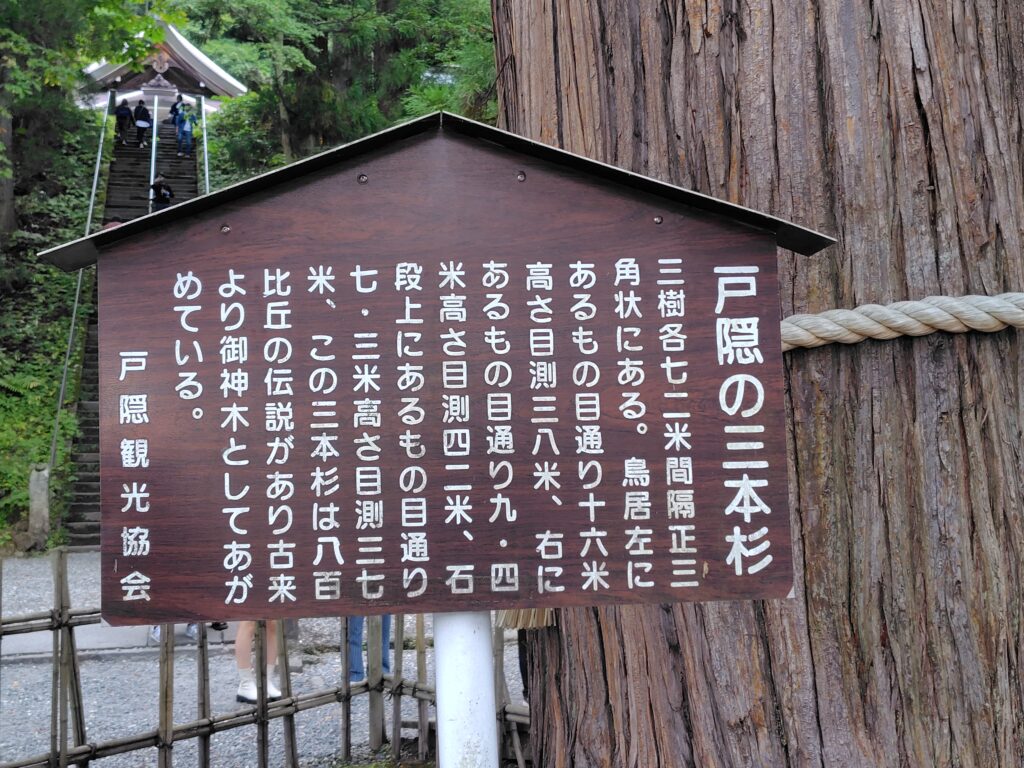 戸隠の三本杉
三樹各七二米間隔正三
角状にある。鳥居左に
あるもの目通り十六米
高さ目測三八米、右に
あるもの目通り九・四
米高さ目測四二米、石
段上にあるもの目通り
七・三米高さ目測三七
米、この三本杉は八百
比丘の伝説があり古来
より御神木としてあが
めている。
戸隠観光協会